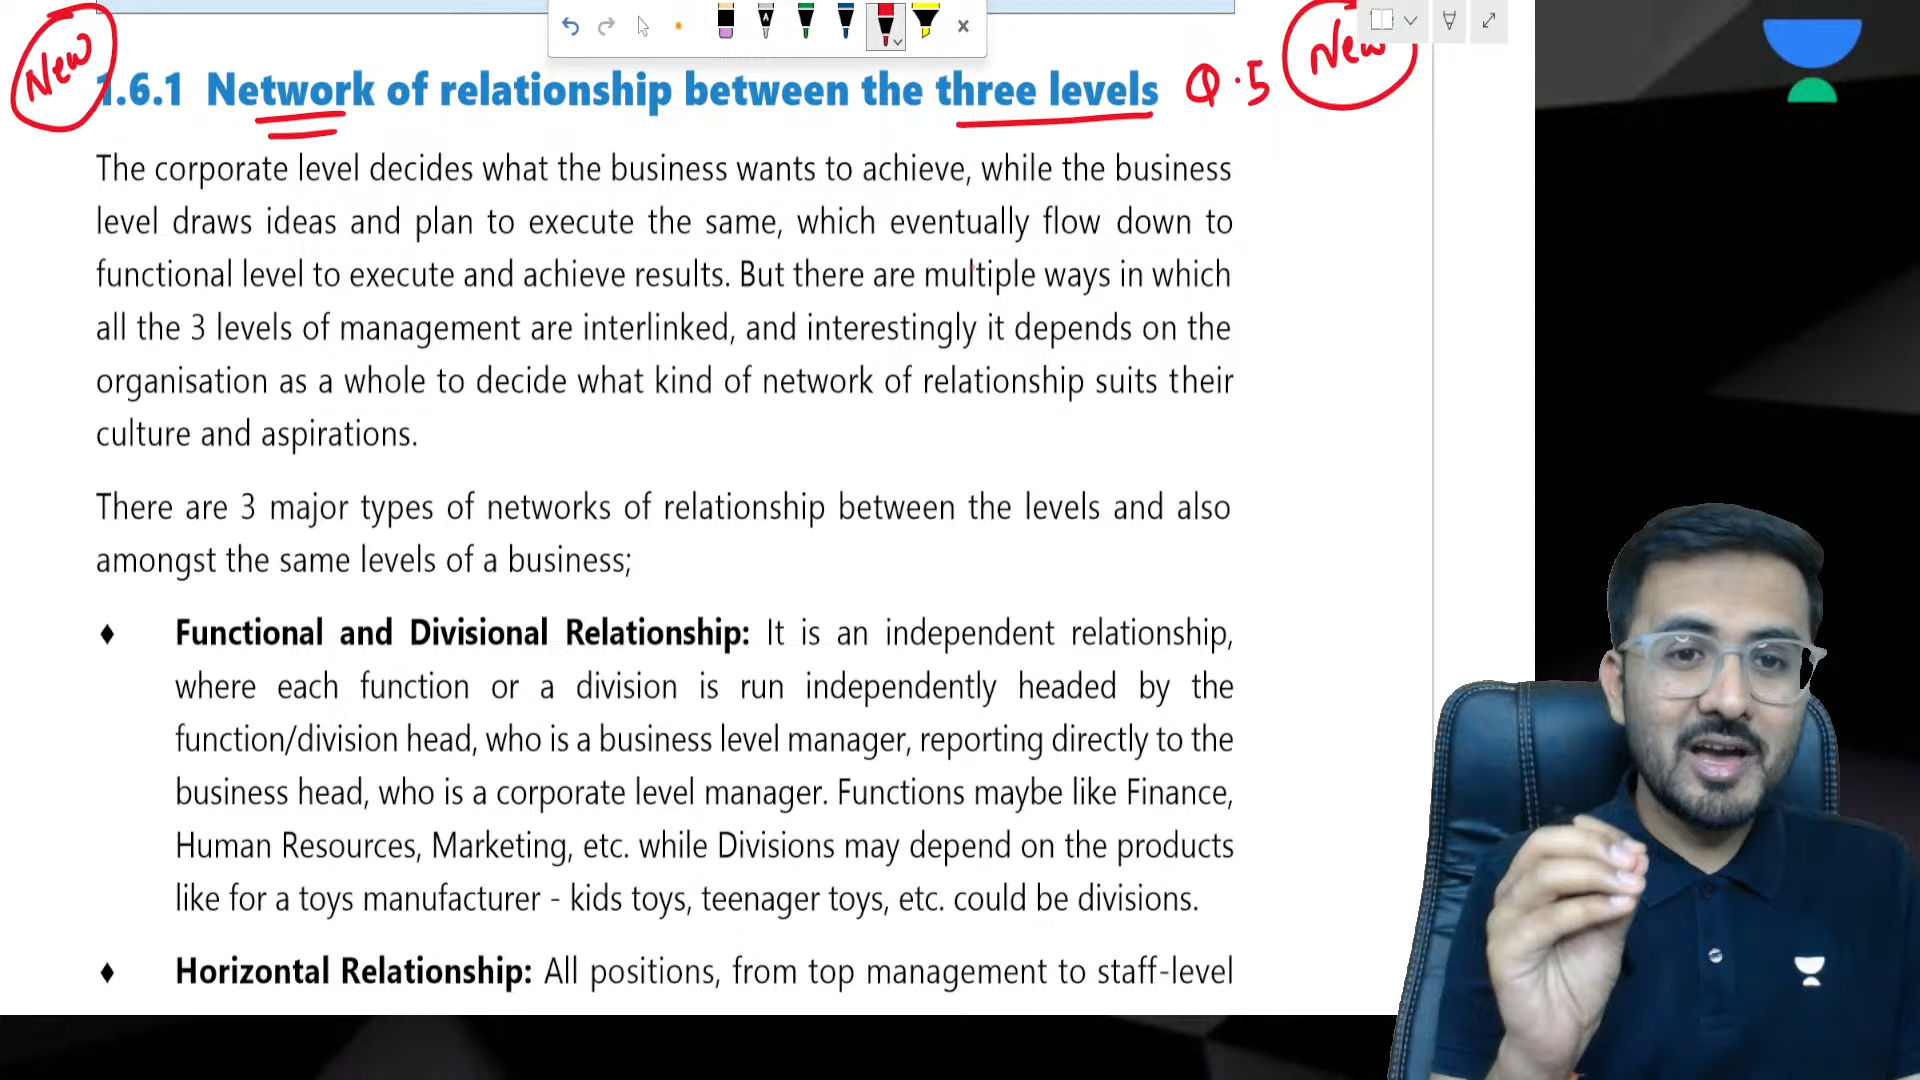 New
1.6.1 Network of relationship between the three levels Q.5 New
The corporate level decides what the business wants to achieve, while the business
level draws ideas and plan to execute the same, which eventually flow down to
functional level to execute and achieve results. But there are multiple ways in which
all the 3 levels of management are interlinked, and interestingly it depends on the
organisation as a whole to decide what kind of network of relationship suits their
culture and aspirations.
There are 3 major types of networks of relationship between the levels and also
amongst the same levels of a business;
♦ Functional and Divisional Relationship: It is an independent relationship,
where each function or a division is run independently headed by the
function/division head, who is a business level manager, reporting directly to the
business head, who is a corporate level manager. Functions maybe like Finance,
Human Resources, Marketing, etc. while Divisions may depend on the products
like for a toys manufacturer - kids toys, teenager toys, etc. could be divisions.
♦ Horizontal Relationship: All positions, from top management to staff-level